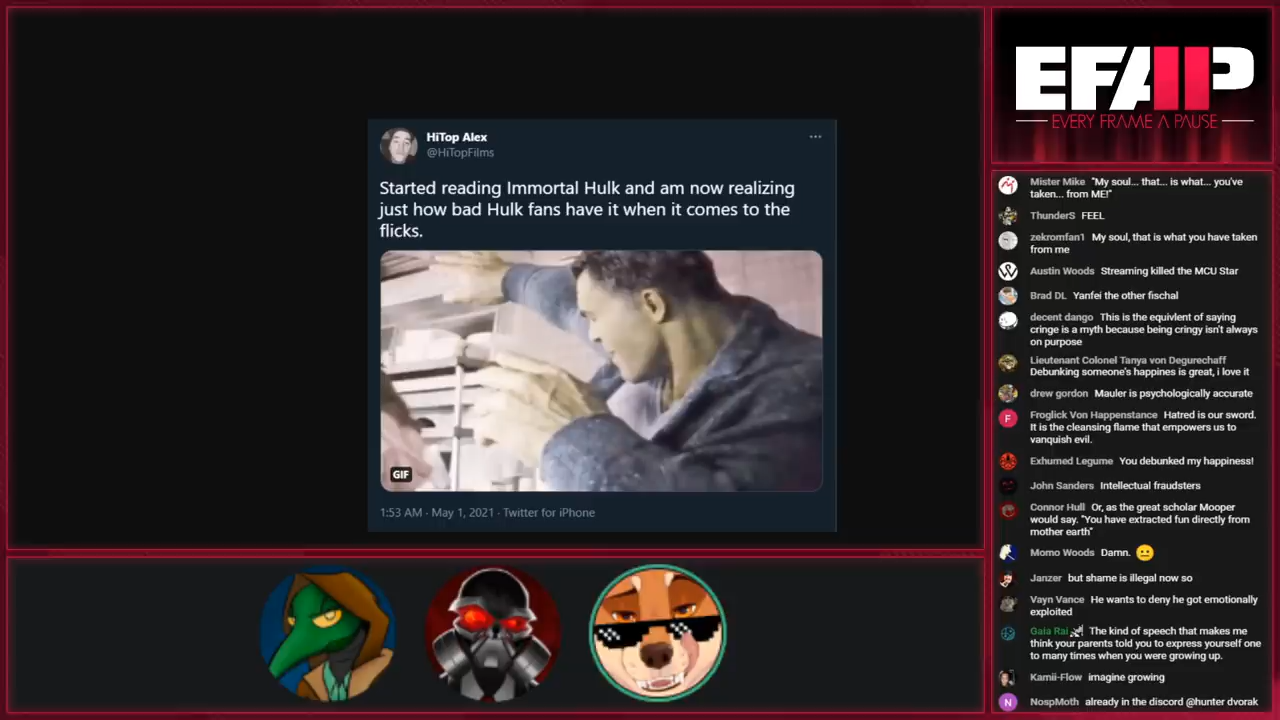 HiTop Alex
@HiTopFilms
Started reading Immortal Hulk and am now realizing
just how bad Hulk fans have it when it comes to the
flicks.
GIF
1:53 AM · May 1, 2021 · Twitter for iPhone
EFAP
EVERY FRAME A PAUSE
Mister Mike "My soul... that... is what... you've
taken... from ME!"
ThunderS FEEL
zekromfan1 My soul, that is what you have taken
from me
Austin Woods Streaming killed the MCU Star
Brad DL Yanfei the other fischal
decent dango This is the equivlent of saying
cringe is a myth because being cringy isn't always
on purpose
Lieutenant Colonel Tanya von Degurechaff
Debunking someone's happines is great, i love it
drew gordon Mauler is psychologically accurate
Froglick Von Happenstance Hatred is our sword.
It is the cleansing flame that empowers us to
vanquish evil.
Exhumed Legume You debunked my happiness!
John Sanders Intellectual fraudsters
Connor Hull Or, as the great scholar Mooper
would say. "You have extracted fun directly from
mother earth"
Momo Woods Damn. 😐
Janzer but shame is illegal now so
Vayn Vance He wants to deny he got emotionally
exploited
Gaia Rai The kind of speech that makes me
think your parents told you to express yourself one
to many times when you were growing up.
Kamii-Flow imagine growing
N
NospMoth already in the discord @hunter dvorak
F